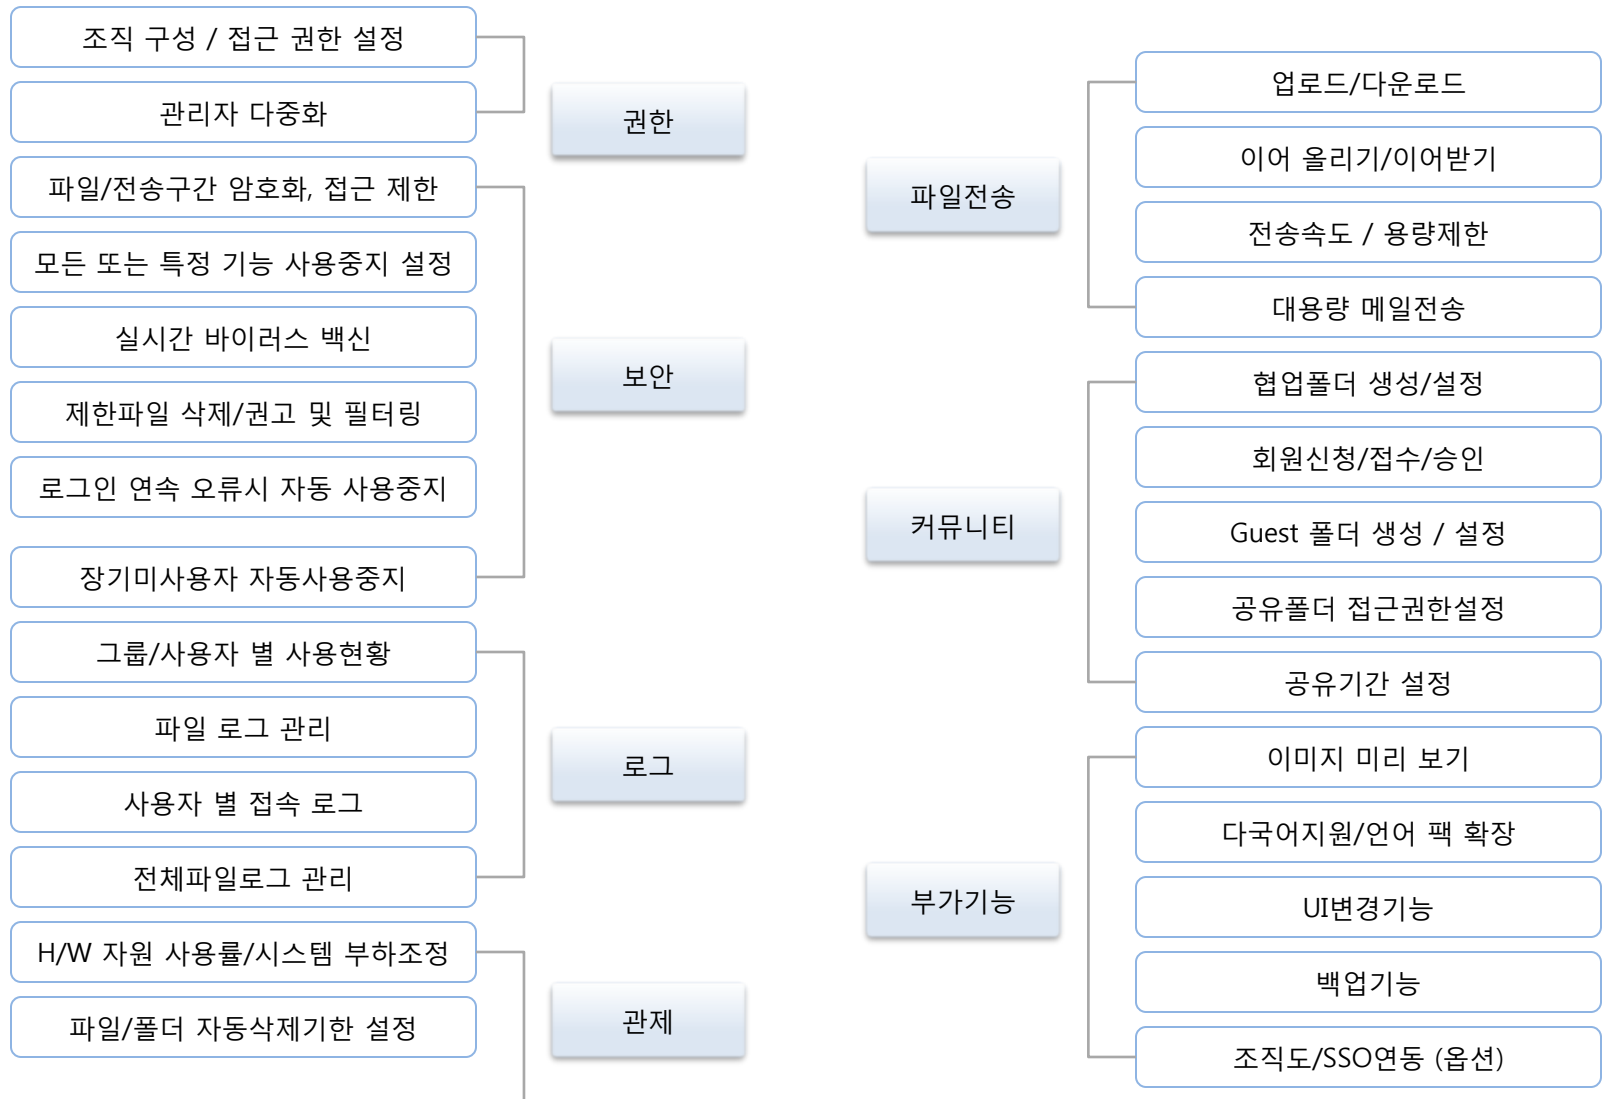 조직 구성 / 접근 권한 설정
관리자 다중화
권한
파일/전송구간 암호화, 접근 제한
모든 또는 특정 기능 사용중지 설정
실시간 바이러스 백신
제한파일 삭제/권고 및 필터링
로그인 연속 오류시 자동 사용중지
장기미사용자 자동사용중지
보안
그룹/사용자 별 사용현황
파일 로그 관리
사용자 별 접속 로그
전체파일로그 관리
로그
H/W 자원 사용률/시스템 부하조정
파일/폴더 자동삭제기한 설정
관제
파일전송
업로드/다운로드
이어 올리기/이어받기
전송속도 / 용량제한
대용량 메일전송
커뮤니티
협업폴더 생성/설정
회원신청/접수/승인
Guest 폴더 생성 / 설정
공유폴더 접근권한설정
공유기간 설정
부가기능
이미지 미리 보기
다국어지원/언어 팩 확장
UI변경기능
백업기능
조직도/SSO연동 (옵션)